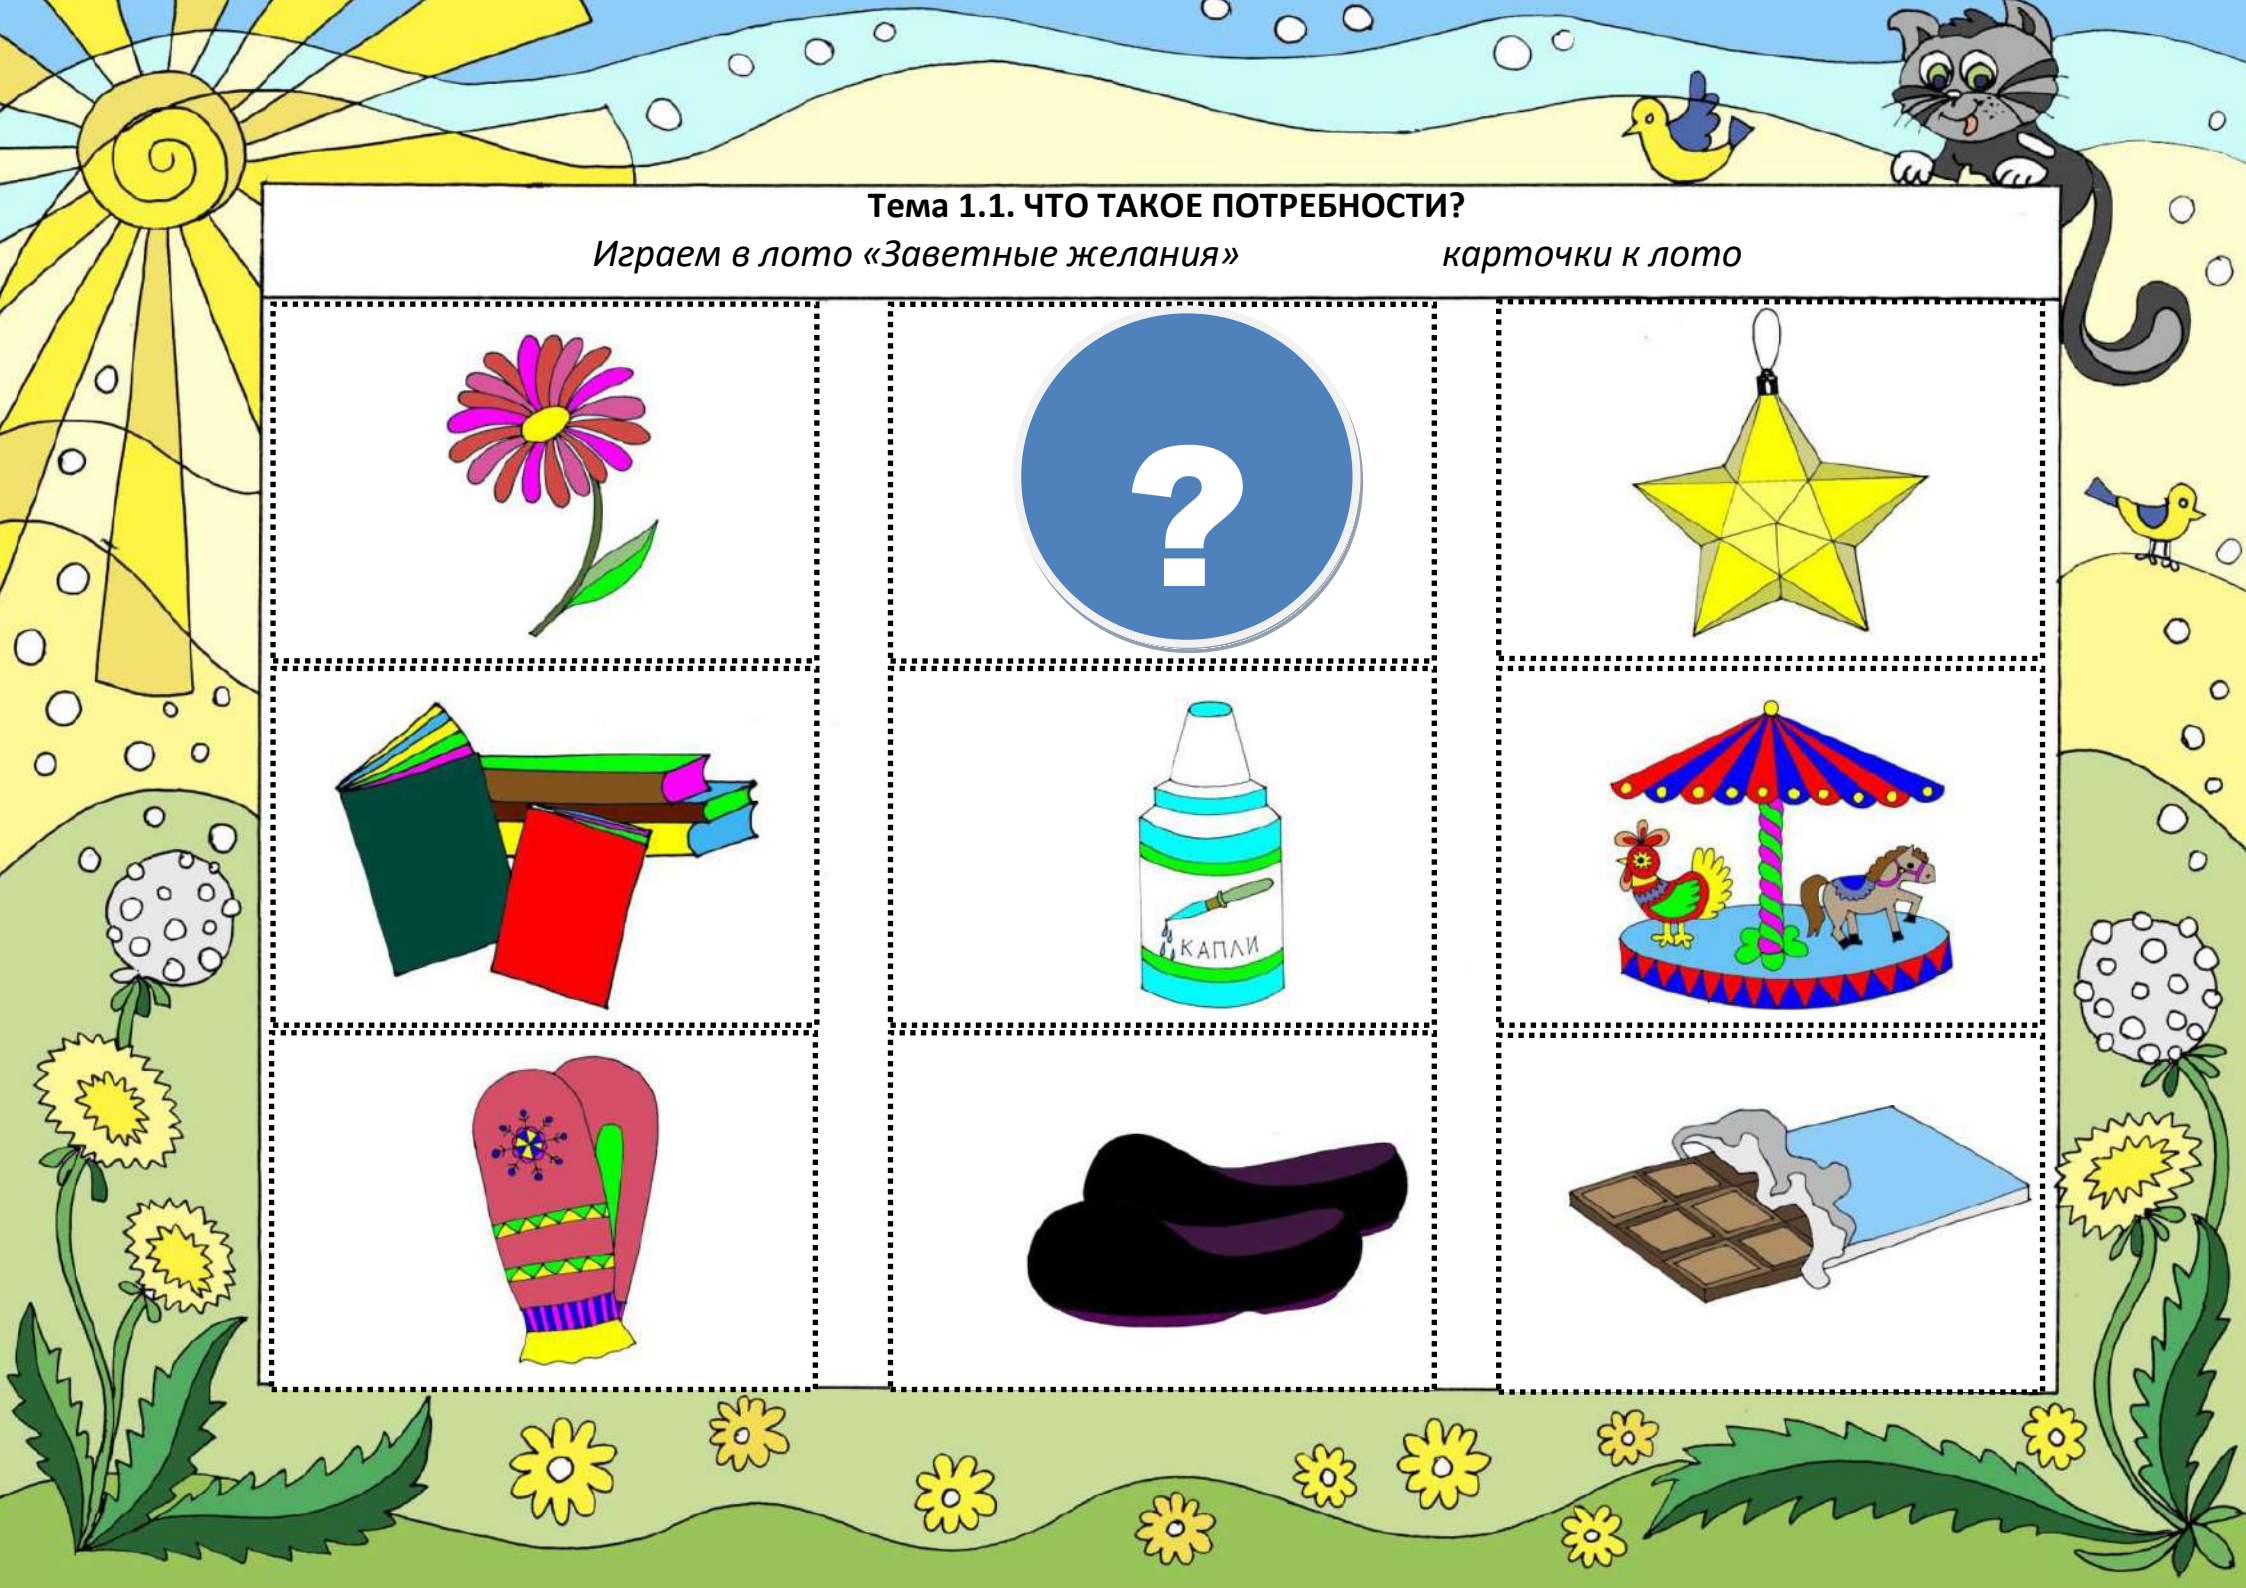 Тема 1.1. ЧТО ТАКОЕ ПОТРЕБНОСТИ?
Играем в лото «Заветные желания» карточки к лото
?
КАПЛИ